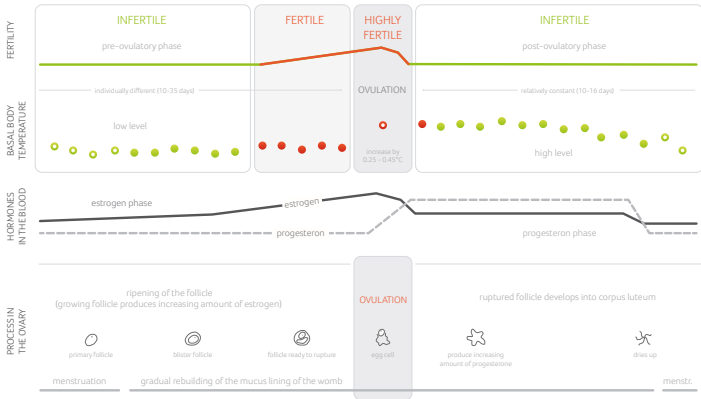 FERTILITY
INFERTILE
FERTILE
HIGHLY
FERTILE
INFERTILE
pre-ovulatory phase
post-ovulatory phase
BASAL BODY
TEMPERATURE
individually different (10-35 days)
OVULATION
relatively constant (10-16 days)
low level
increase by
0.25 - 0.45°C
high level
HORMONES
IN THE BLOOD
estrogen phase
estrogen
progesteron
progesteron phase
PROCESS IN
THE OVARY
ripening of the follicle
(growing follicle produces increasing amount of estrogen)
OVULATION
ruptured follicle develops into corpus luteum
primary follicle
blister follicle
follicle ready to rupture
egg cell
produce increasing
amount of progesterone
dries up
menstruation
gradual rebuilding of the mucus lining of the womb
menstr.